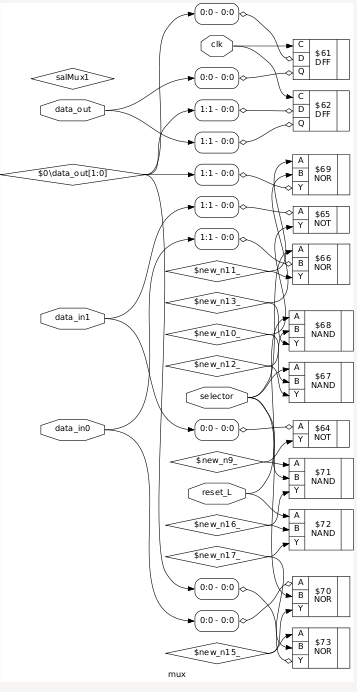 0:0 - 0:0
clk
C
D
Q
$61
DFF
salMux1
0:0 - 0:0
data_out
1:1 - 0:0
C
D
Q
$62
DFF
1:1 - 0:0
$0\data_out[1:0]
1:1 - 0:0
A
B
Y
$69
NOR
1:1 - 0:0
A
Y
$65
NOT
1:1 - 0:0
A
B
Y
$66
NOR
$new_n11_
$new_n13_
data_in1
A
B
Y
$68
NAND
$new_n10_
$new_n12_
A
B
Y
$67
NAND
selector
data_in0
0:0 - 0:0
A
Y
$64
NOT
$new_n9_
A
B
Y
$71
NAND
reset_L
$new_n16_
A
B
Y
$72
NAND
$new_n17_
0:0 - 0:0
A
B
Y
$70
NOR
0:0 - 0:0
$new_n15_
A
B
Y
$73
NOR
mux